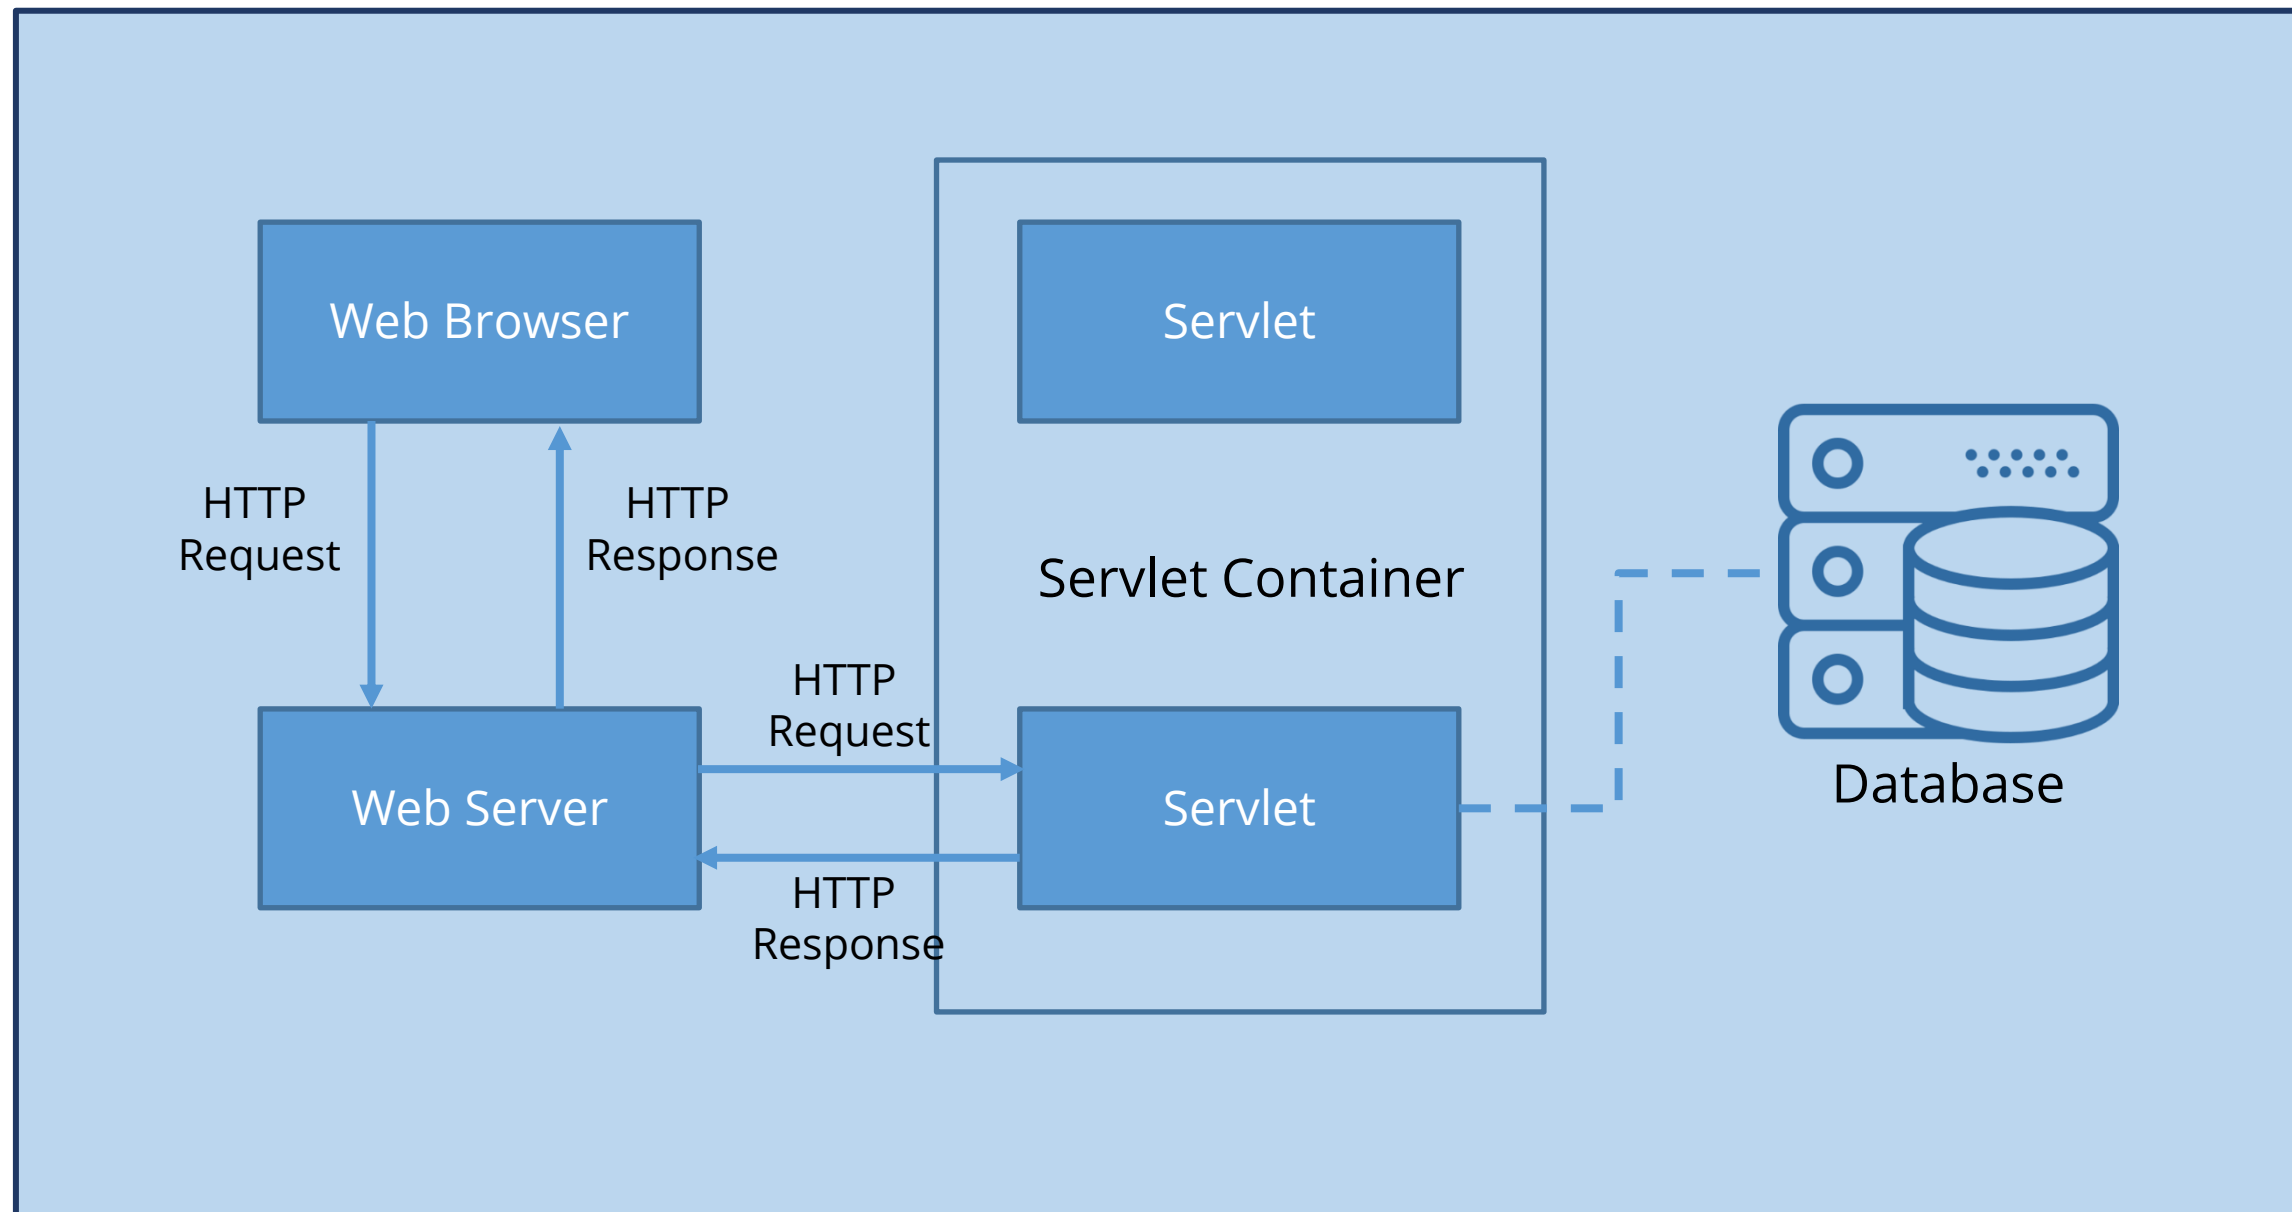 Web Browser
Servlet
HTTP
Request
HTTP
Response
Servlet Container
HTTP
Request
Web Server
Servlet
Database
HTTP
Response